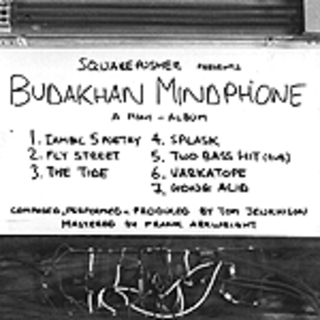 SQUAREPUSHER PRESENTS
BUDAKHAN MINDPHONE
A MINI-ALBUM
1. IAMBIC 5 POETRY
2. FLY STREET
3. THE TIDE
4. SPLASK
5. TWO BASS HIT (DUB)
6. VARKATOPE
7. GONG ACID
COMPOSED, PERFORMED + PRODUCED BY TOM JENKINSON
MASTERED BY FRANK ARKWRIGHT